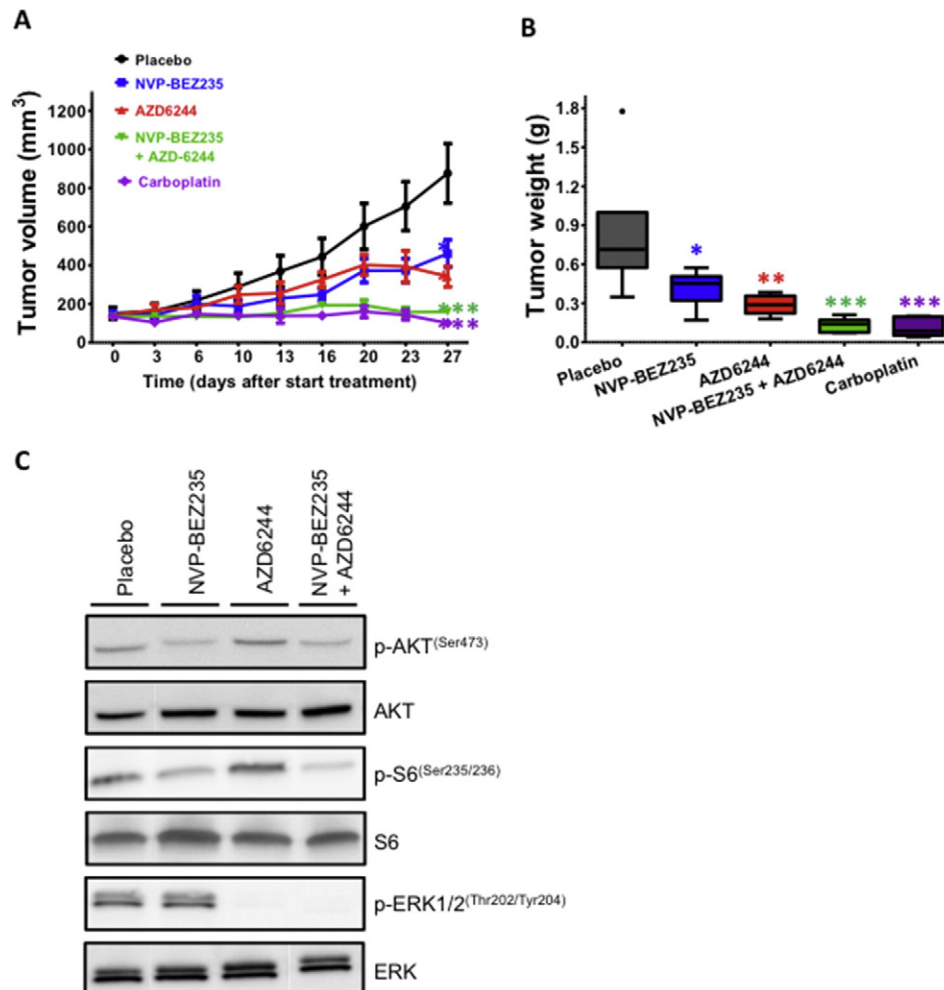 A
Placebo
NVP-BEZ235
AZD6244
NVP-BEZ235
+ AZD-6244
Carboplatin
Tumor volume (mm³)
1200
1000
800
600
400
200
0
0 3 6 10 13 16 20 23 27
Time (days after start treatment)
*
*
***
***
B
Tumor weight (g)
1.8
1.5
1.2
0.9
0.6
0.3
0.0
*
**
***
***
Placebo
NVP-BEZ235
AZD6244
NVP-BEZ235 + AZD6244
Carboplatin
C
Placebo
NVP-BEZ235
AZD6244
NVP-BEZ235
+ AZD6244
p-AKT(Ser473)
AKT
p-S6(Ser235/236)
S6
p-ERK1/2(Thr202/Tyr204)
ERK